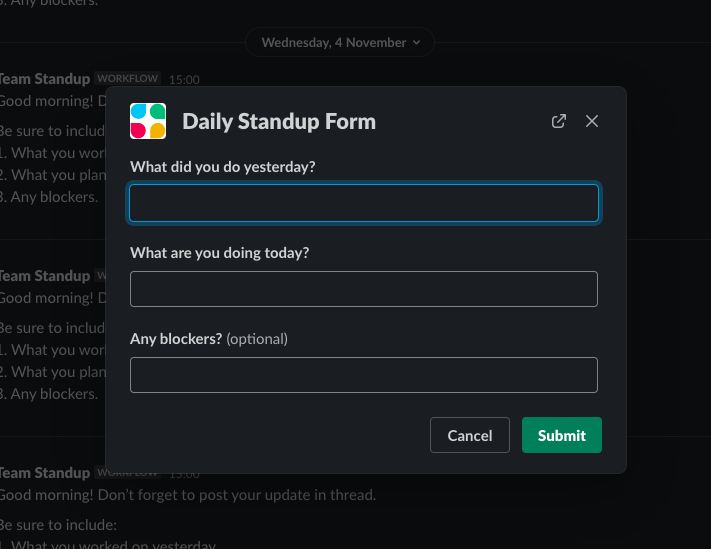 3. Any blockers.
Wednesday, 4 November
Team Standup WORKFLOW 15:00
Good morning! D
Be sure to includ
1. What you wor
2. What you plan
3. Any blockers.
Team Standup W
Good morning! D
Be sure to includ
1. What you wor
2. What you plan
3. Any blockers.
Team Standup WORKFLOW 15:00
Good morning! Don't forget to post your update in thread.
Be sure to include:
1. What you worked on yesterday
Daily Standup Form
What did you do yesterday?
What are you doing today?
Any blockers? (optional)
Cancel
Submit